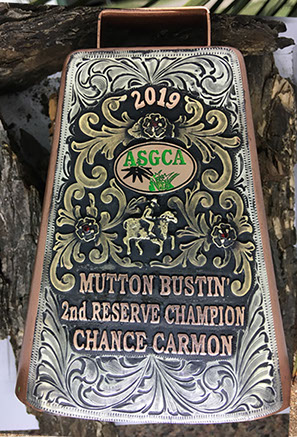 2019
ASGCA
MUTTON BUSTIN'
2nd RESERVE CHAMPION
CHANCE CARMON